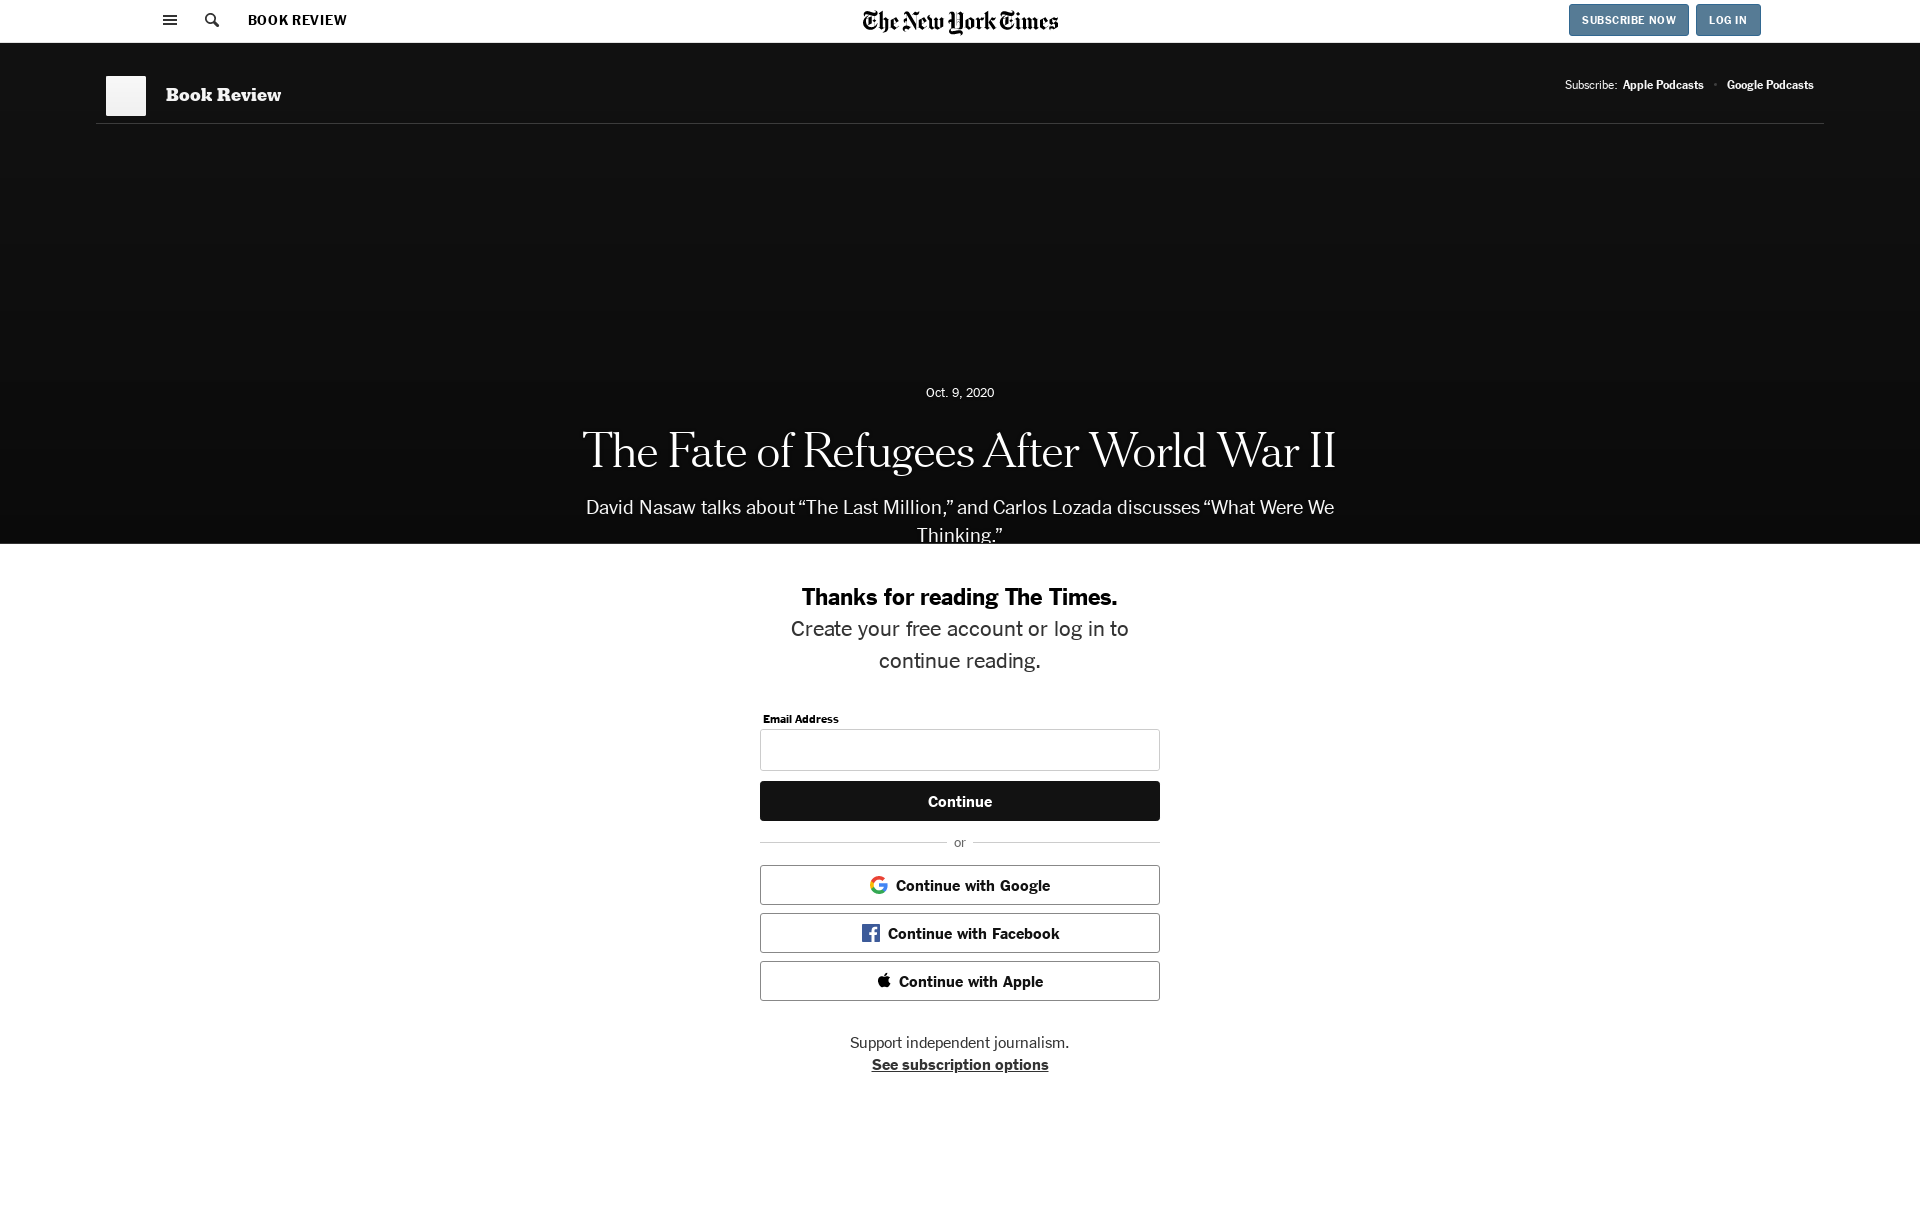 BOOK REVIEW
The New York Times
SUBSCRIBE NOW
LOG IN
Book Review
Subscribe: Apple Podcasts • Google Podcasts
Oct. 9, 2020
The Fate of Refugees After World War II
David Nasaw talks about “The Last Million,” and Carlos Lozada discusses “What Were We
Thinking.”
Thanks for reading The Times.
Create your free account or log in to
continue reading.
Email Address
Continue
or
Continue with Google
Continue with Facebook
Continue with Apple
Support independent journalism.
See subscription options